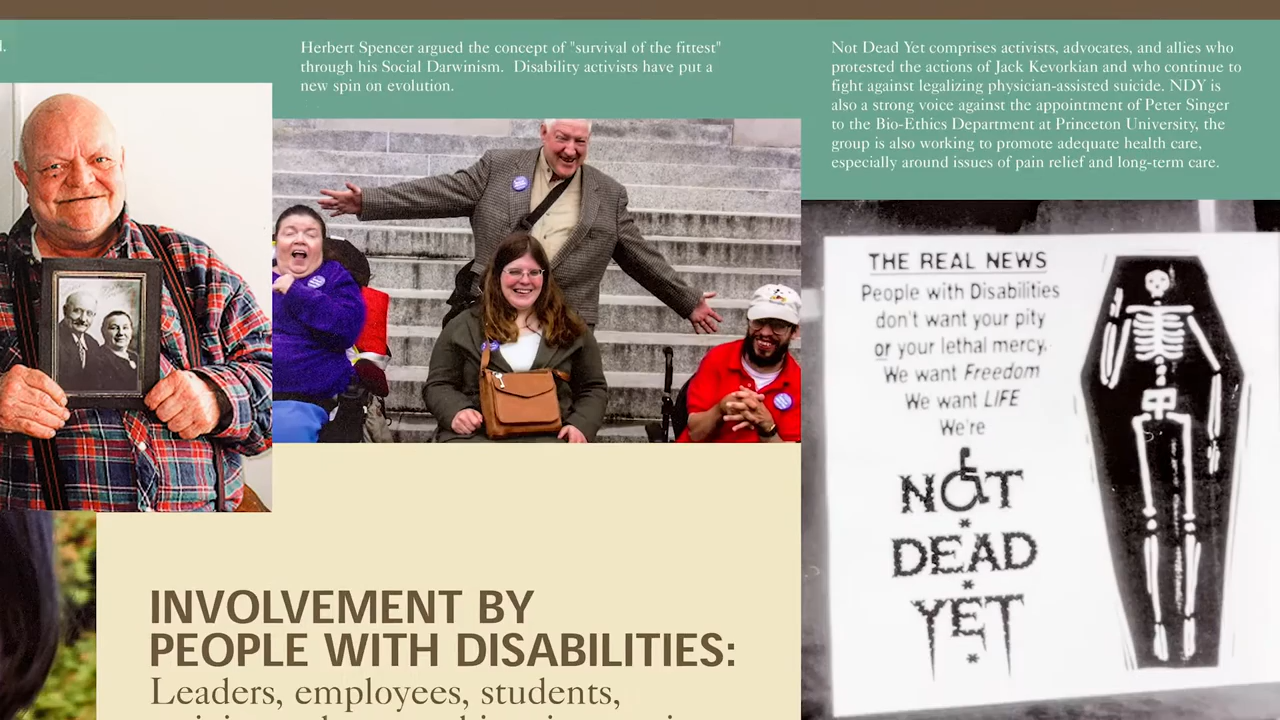 Herbert Spencer argued the concept of "survival of the fittest"
through his Social Darwinism.  Disability activists have put a
new spin on evolution.
Not Dead Yet comprises activists, advocates, and allies who
protested the actions of Jack Kevorkian and who continue to
fight against legalizing physician-assisted suicide. NDY is
also a strong voice against the appointment of Peter Singer
to the Bio-Ethics Department at Princeton University, the
group is also working to promote adequate health care,
especially around issues of pain relief and long-term care.
THE REAL NEWS
People with Disabilities
don't want your pity
or your lethal mercy.
We want Freedom
We want LIFE
We're
NOT
DEAD
YET
INVOLVEMENT BY
PEOPLE WITH DISABILITIES:
Leaders, employees, students,